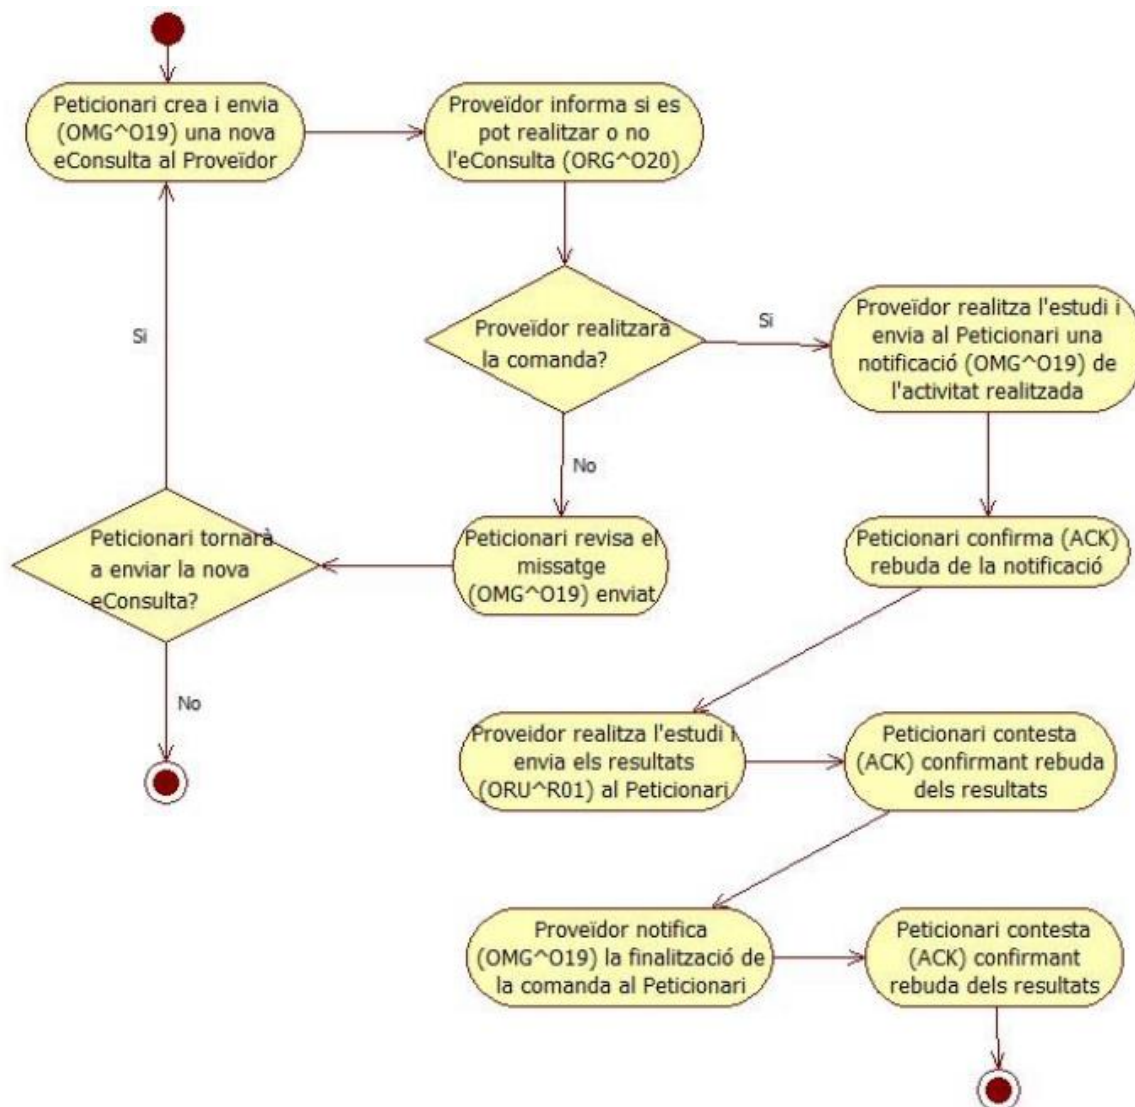 Peticionari crea i envia
(OMG^O19) una nova
eConsulta al Proveïdor
Proveïdor informa si es
pot realitzar o no
l'eConsulta (ORG^O20)
Proveïdor realitzarà
la comanda?
Si
Proveïdor realitza l'estudi i
envia al Peticionari una
notificació (OMG^O19) de
l'activitat realitzada
No
Peticionari revisa el
missatge
(OMG^O19) enviat
Peticionari tornarà
a enviar la nova
eConsulta?
Si
No
Peticionari confirma (ACK)
rebuda de la notificació
Proveidor realitza l'estudi i
envia els resultats
(ORU^R01) al Peticionari
Peticionari contesta
(ACK) confirmant rebuda
dels resultats
Proveïdor notifica
(OMG^O19) la finalització de
la comanda al Peticionari
Peticionari contesta
(ACK) confirmant
rebuda dels resultats